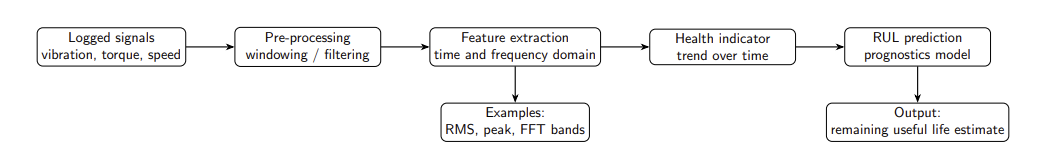 Logged signals
vibration, torque, speed
Pre-processing
windowing / filtering
Feature extraction
time and frequency domain
Health indicator
trend over time
RUL prediction
prognostics model
Examples:
RMS, peak, FFT bands
Output:
remaining useful life estimate